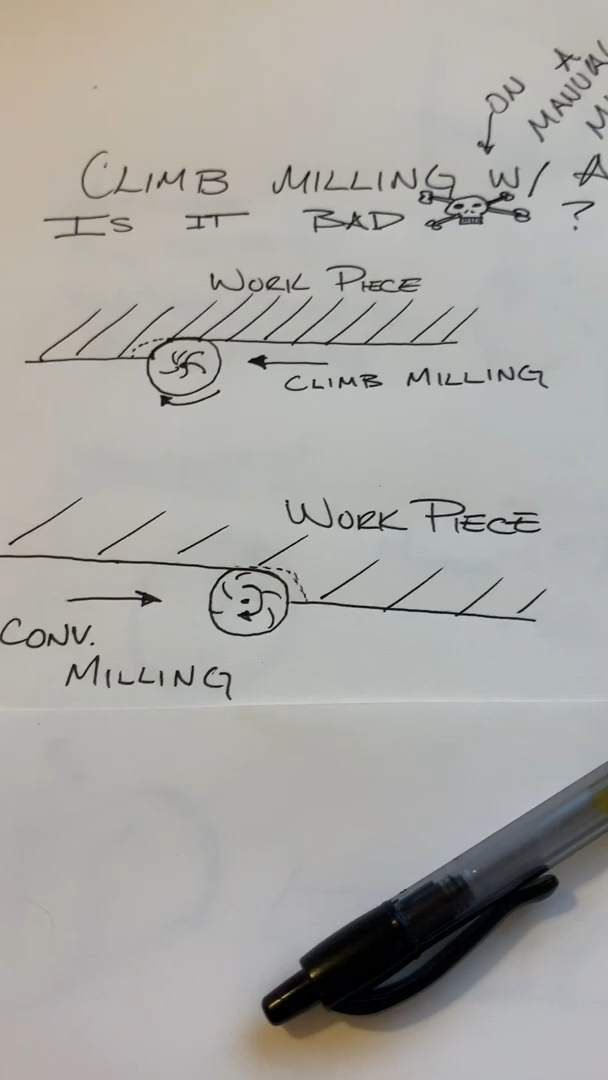 ON A
MANUAL
CLIMB MILLING W/ A
IS IT BAD ?
WORK PIECE
CLIMB MILLING
WORK PIECE
CONV.
MILLING